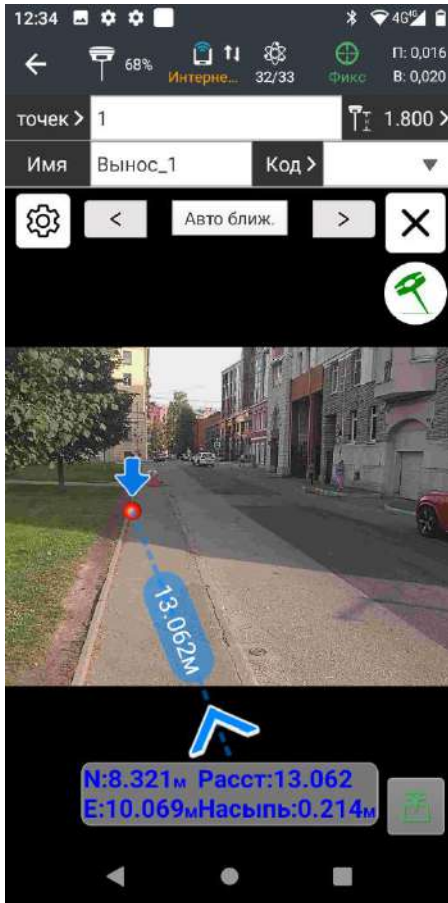 12:34 4G
68% Интерне... 32/33 Фикс П: 0,016
В: 0,020
точек > 1 1.800 >
Имя Вынос_1 Код >
< Авто ближ. >
13.062м
N:8.321м Расст:13.062
E:10.069мНасыпь:0.214м